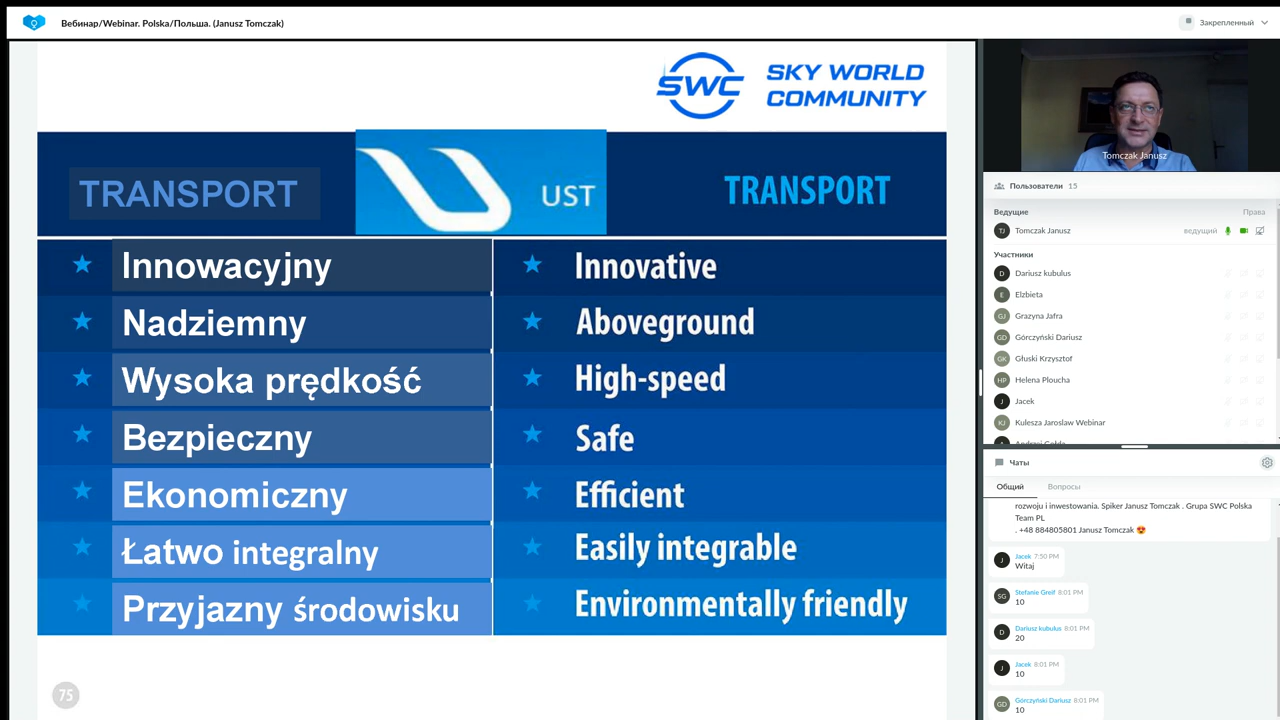 Вебинар/Webinar. Polska/Польша. (Janusz Tomczak)
Закрепленный
SWC
SKY WORLD
COMMUNITY
TRANSPORT
UST
TRANSPORT
Innowacyjny
Innovative
Nadziemny
Aboveground
Wysoka prędkość
High-speed
Bezpieczny
Safe
Ekonomiczny
Efficient
Łatwo integralny
Easily integrable
Przyjazny środowisku
Environmentally friendly
75
Tomczak Janusz
Пользователи 15
Ведущие Права
TJ Tomczak Janusz ведущий
Участники
D Dariusz kubulus
E Elzbieta
GJ Grazyna Jafra
GD Górczyński Dariusz
GK Głuski Krzysztof
HP Helena Ploucha
J Jacek
KJ Kulesza Jaroslaw Webinar
Чаты
Общий Вопросы
rozwoju i inwestowania. Spiker Janusz Tomczak . Grupa SWC Polska
Team PL
. +48 884805801 Janusz Tomczak 😍
J Jacek 7:50 PM
Witaj
SG Stefanie Greif 8:01 PM
10
D Dariusz kubulus 8:01 PM
20
J Jacek 8:01 PM
10
GD Górczyński Dariusz 8:01 PM
10